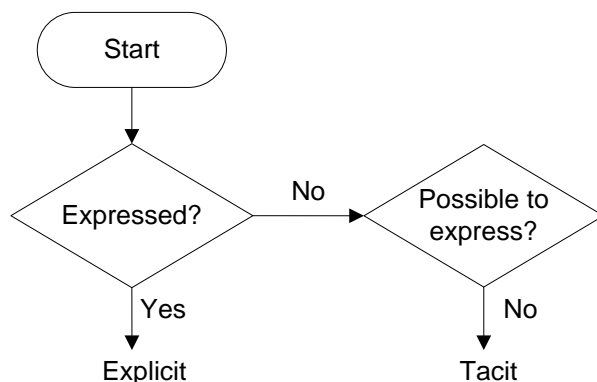 Start
Expressed?
No
Possible to
express?
Yes
No
Explicit
Tacit